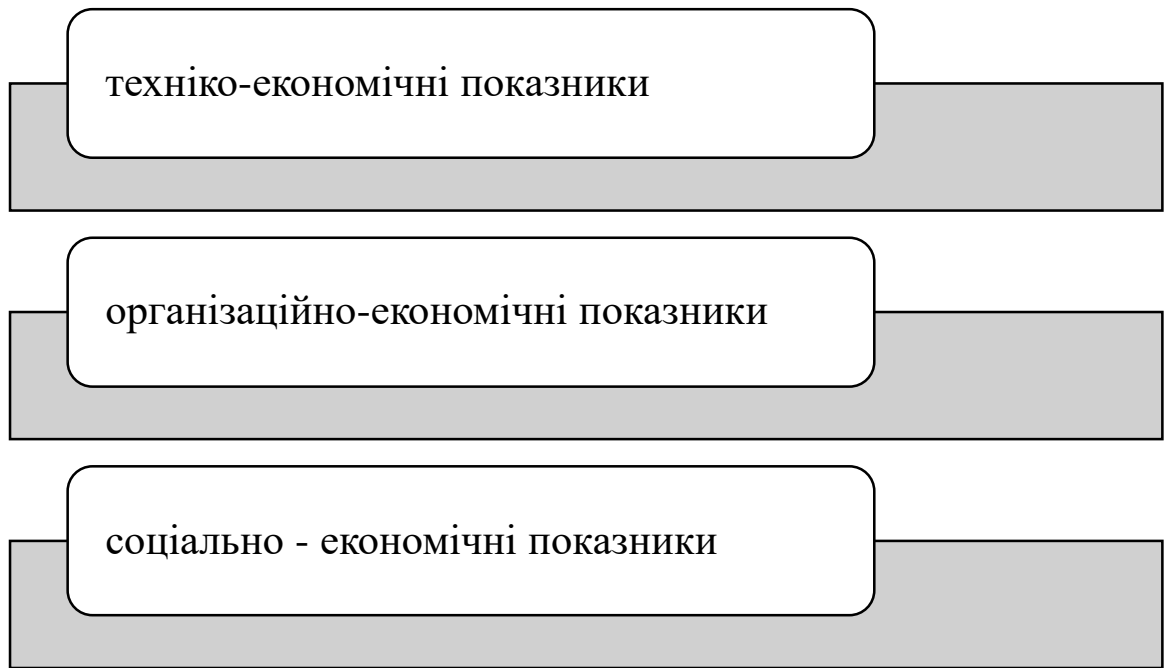 техніко-економічні показники
організаційно-економічні показники
соціально - економічні показники